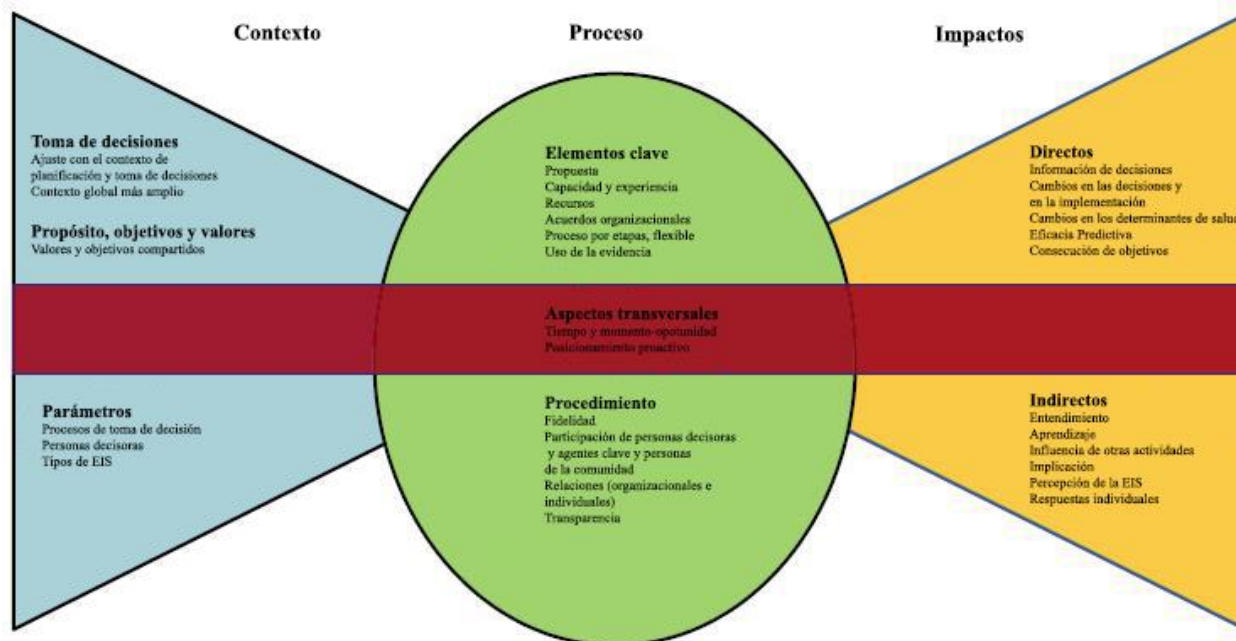 Contexto
Proceso
Impactos
Toma de decisiones
Ajuste con el contexto de
planificación y toma de decisiones
Contexto global más amplio
Propósito, objetivos y valores
Valores y objetivos compartidos
Parámetros
Procesos de toma de decisión
Personas decisoras
Tipos de EIS
Elementos clave
Propuesta
Capacidad y experiencia
Recursos
Acuerdos organizacionales
Proceso por etapas, flexible
Uso de la evidencia
Aspectos transversales
Tiempo y momento-opotunidad
Posicionamiento proactivo
Procedimiento
Fidelidad
Participación de personas decisoras
y agentes clave y personas
de la comunidad
Relaciones (organizacionales e
individuales)
Transparencia
Directos
Información de decisiones
Cambios en las decisiones y
en la implementación
Cambios en los determinantes de salu
Eficacia Predictiva
Consecución de objetivos
Indirectos
Entendimiento
Aprendizaje
Influencia de otras actividades
Implicación
Percepción de la EIS
Respuestas individuales